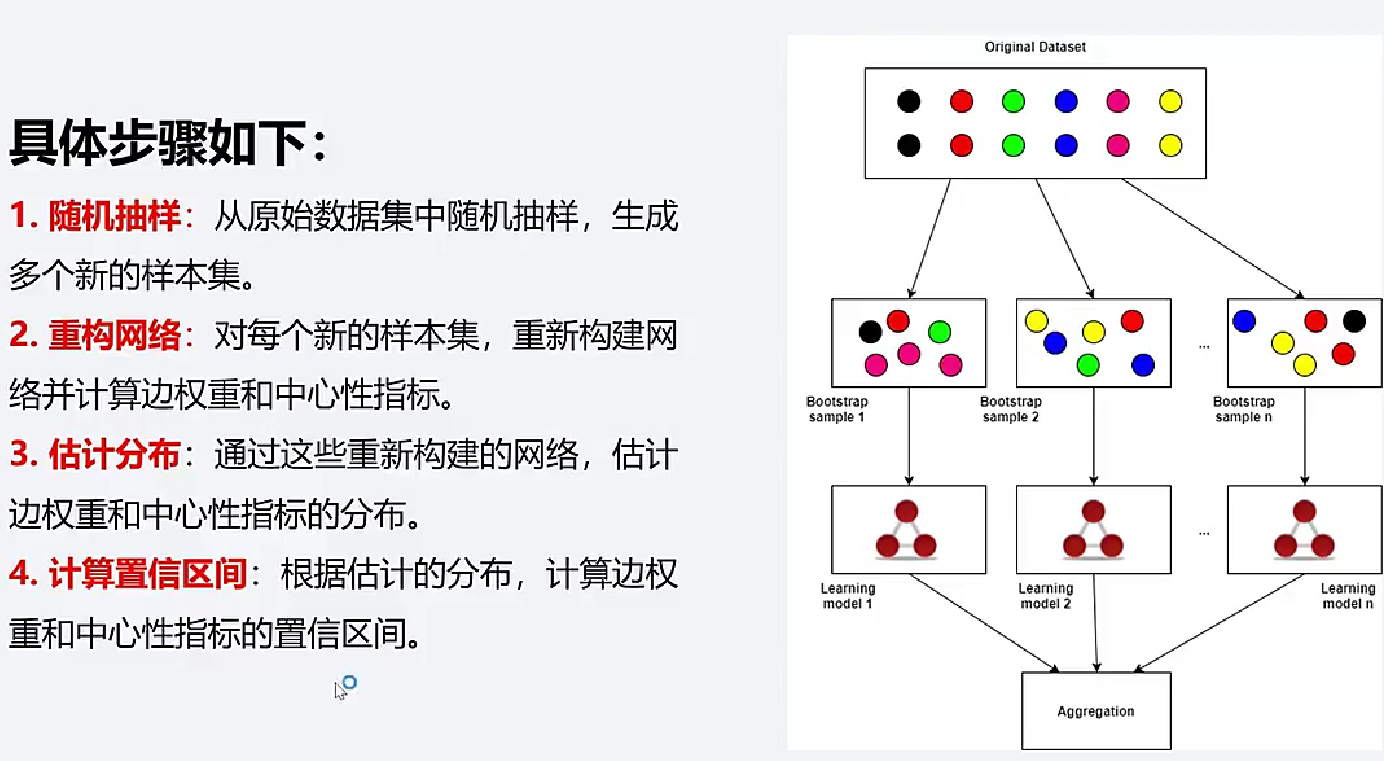 具体步骤如下：
1. 随机抽样：从原始数据集中随机抽样，生成
多个新的样本集。
2. 重构网络：对每个新的样本集，重新构建网
络并计算边权重和中心性指标。
3. 估计分布：通过这些重新构建的网络，估计
边权重和中心性指标的分布。
4. 计算置信区间：根据估计的分布，计算边权
重和中心性指标的置信区间。
Original Dataset
...
Bootstrap
sample 1
Bootstrap
sample 2
Bootstrap
sample n
...
Learning
model 1
Learning
model 2
Learning
model n
Aggregation